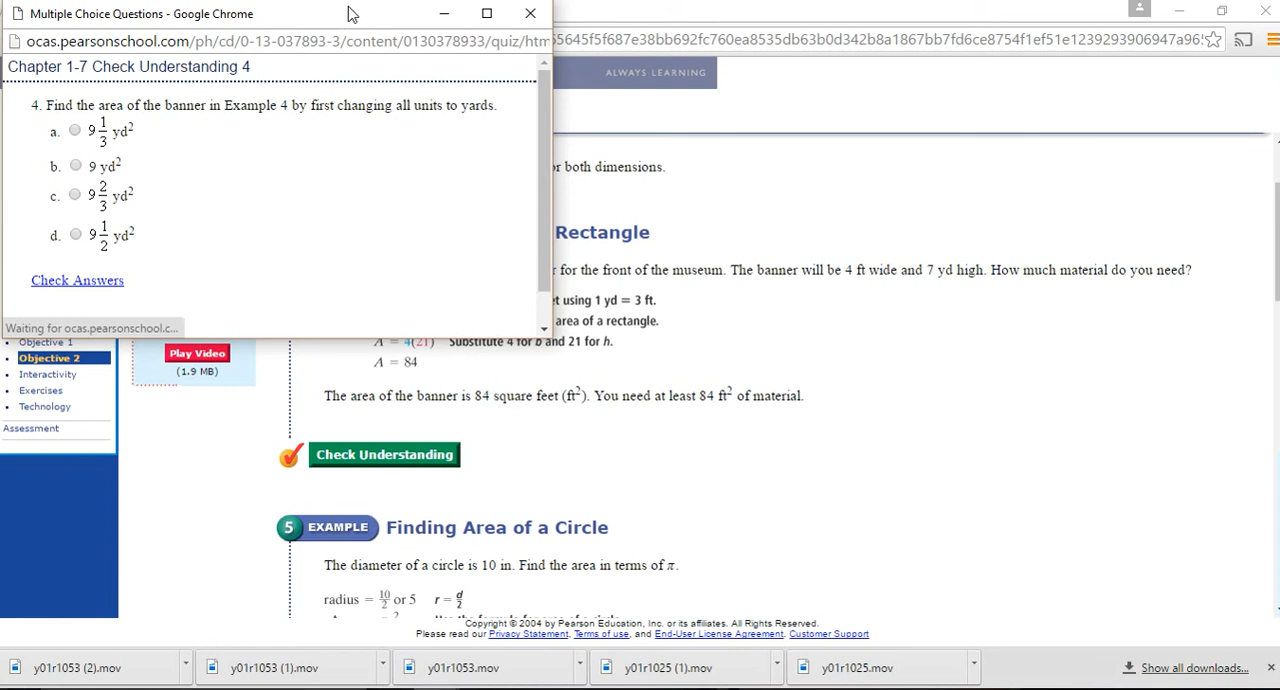 Multiple Choice Questions - Google Chrome
ocas.pearsonschool.com/ph/cd/0-13-037893-3/content/0130378933/quiz/htm
55645f5f687e38bb692fc760ea8535db63b0d342b8a1867bb7fd6ce8754f1ef51e1239293906947a96
Chapter 1-7 Check Understanding 4
ALWAYS LEARNING
4. Find the area of the banner in Example 4 by first changing all units to yards.
a. 9 1/3 yd²
b. 9 yd²
c. 9 2/3 yd²
d. 9 1/2 yd²
Check Answers
Waiting for ocas.pearsonschool.c...
or both dimensions.
Rectangle
for the front of the museum. The banner will be 4 ft wide and 7 yd high. How much material do you need?
et using 1 yd = 3 ft.
area of a rectangle.
A = 4(21) Substitute 4 for b and 21 for h.
A = 84
The area of the banner is 84 square feet (ft²). You need at least 84 ft² of material.
Objective 1
Objective 2
Interactivity
Exercises
Technology
Assessment
Play Video
(1.9 MB)
Check Understanding
5 EXAMPLE Finding Area of a Circle
The diameter of a circle is 10 in. Find the area in terms of π.
radius = 10/2 or 5 r = d/2
Copyright © 2004 by Pearson Education, Inc. or its affiliates. All Rights Reserved.
Please read our Privacy Statement, Terms of use, and End-User License Agreement. Customer Support
y01r1053 (2).mov
y01r1053 (1).mov
y01r1053.mov
y01r1025 (1).mov
y01r1025.mov
Show all downloads...